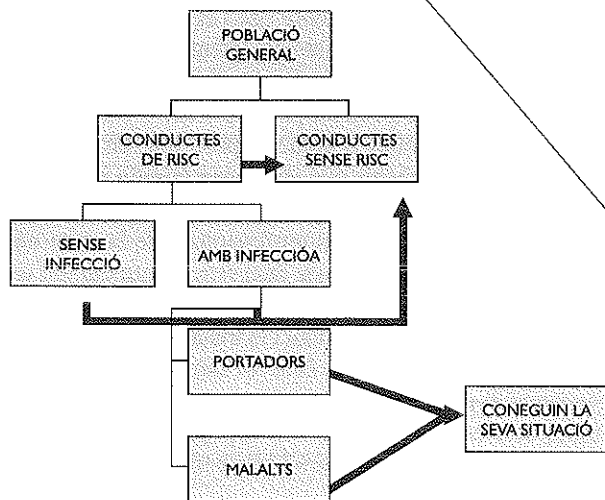 POBLACIÓ
GENERAL
CONDUCTES
DE RISC
CONDUCTES
SENSE RISC
SENSE
INFECCIÓ
AMB INFECCIÓA
PORTADORS
CONEGUIN LA
SEVA SITUACIÓ
MALALTS